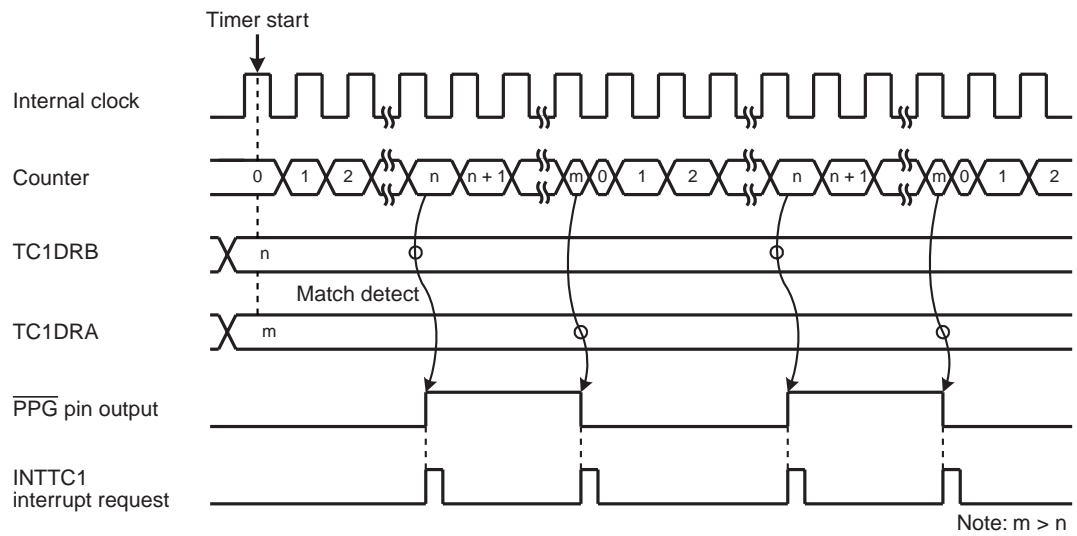 Timer start
Internal clock
Counter
0 1 2 n n + 1 m 0 1 2 n n + 1 m 0 1 2
TC1DRB
n
Match detect
TC1DRA
m
P̅P̅G̅ pin output
INTTC1
interrupt request
Note: m > n